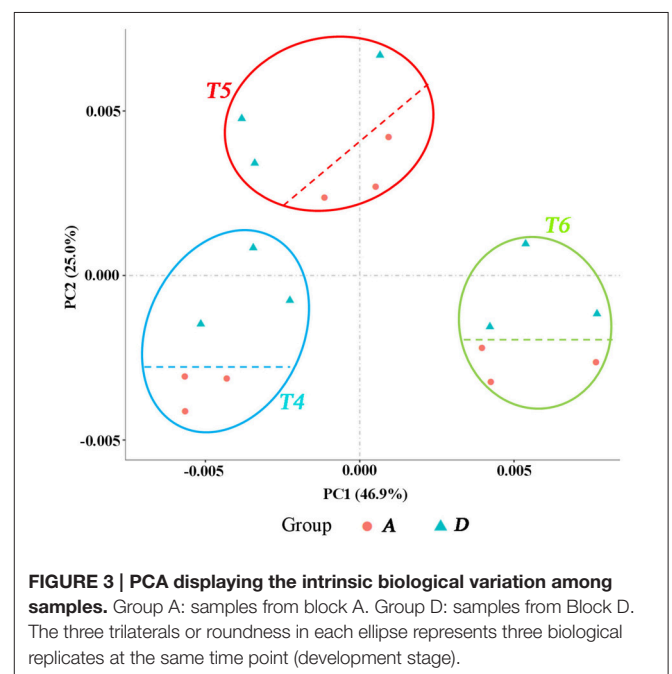 T5
0.005
T6
PC2 (25.0%)
0.000
T4
-0.005
-0.005 0.000 0.005
PC1 (46.9%)
Group A D
FIGURE 3 | PCA displaying the intrinsic biological variation among
samples. Group A: samples from block A. Group D: samples from Block D.
The three trilaterals or roundness in each ellipse represents three biological
replicates at the same time point (development stage).